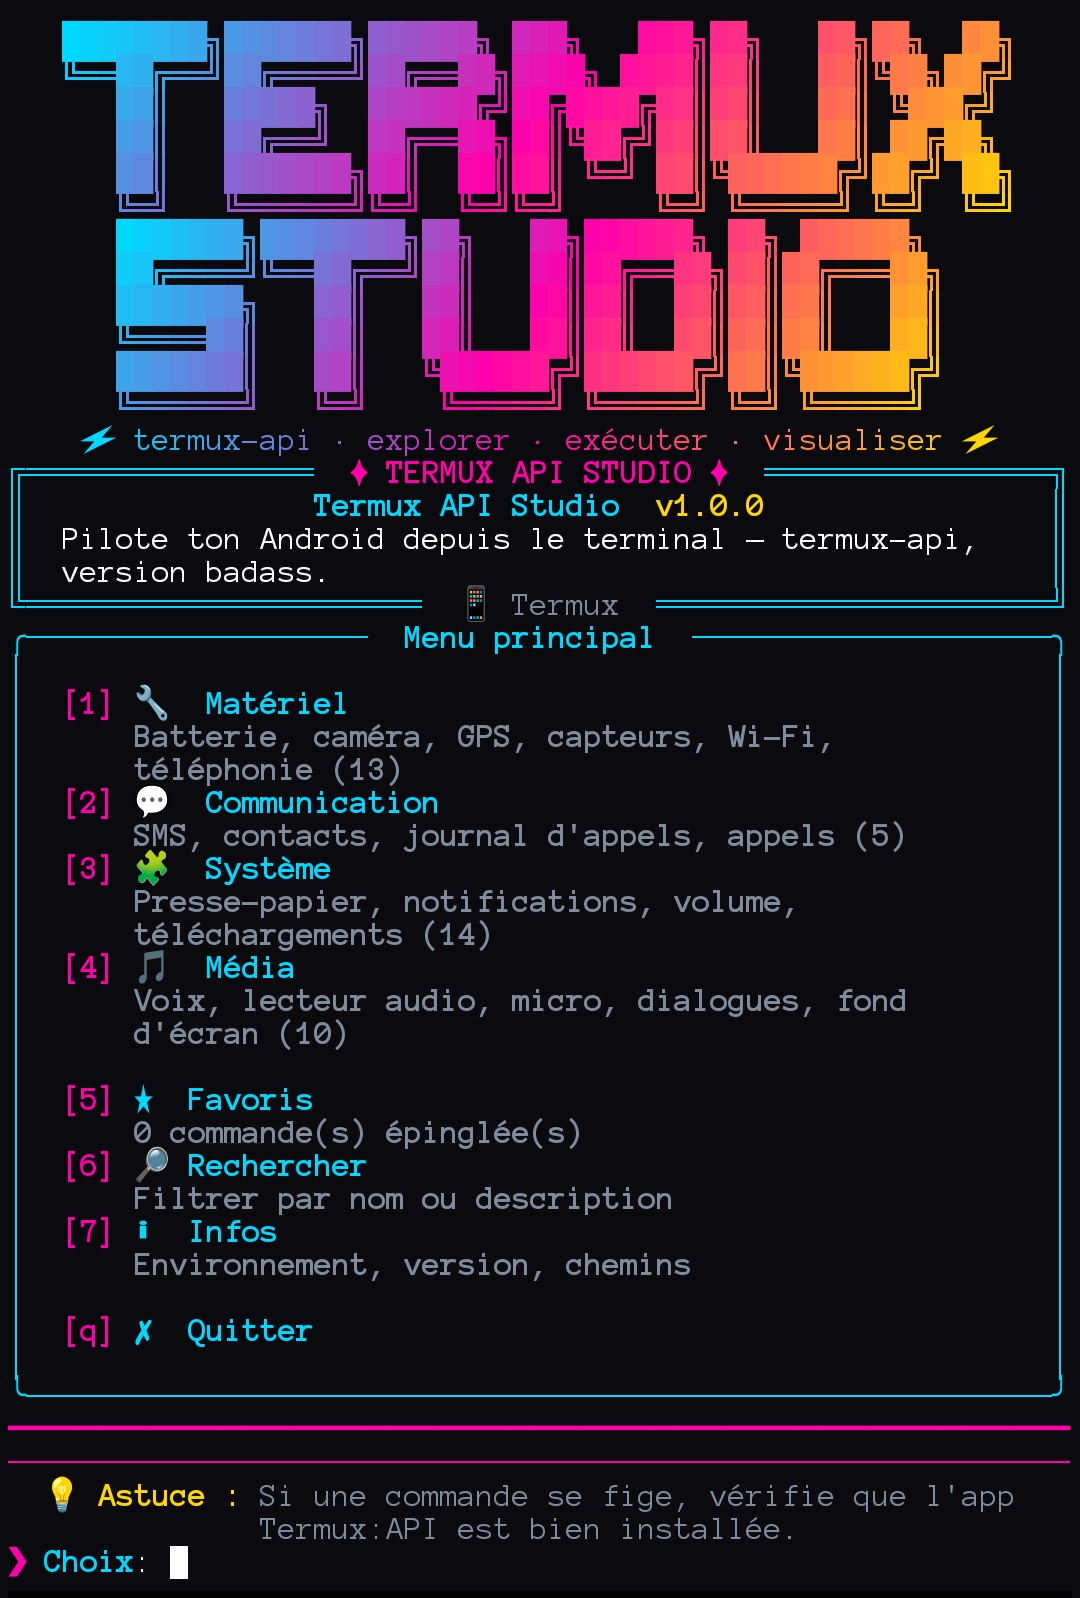 TERMUX
STUDIO
⚡ termux-api · explorer · exécuter · visualiser ⚡
♦ TERMUX API STUDIO ♦
Termux API Studio v1.0.0
Pilote ton Android depuis le terminal — termux-api,
version badass.
📱 Termux
Menu principal
[1] 🔧 Matériel
Batterie, caméra, GPS, capteurs, Wi-Fi,
téléphonie (13)
[2] 💬 Communication
SMS, contacts, journal d'appels, appels (5)
[3] 🧩 Système
Presse-papier, notifications, volume,
téléchargements (14)
[4] 🎵 Média
Voix, lecteur audio, micro, dialogues, fond
d'écran (10)
[5] ★ Favoris
0 commande(s) épinglée(s)
[6] 🔎 Rechercher
Filtrer par nom ou description
[7] ℹ Infos
Environnement, version, chemins
[q] ✗ Quitter
💡 Astuce : Si une commande se fige, vérifie que l'app
Termux:API est bien installée.
❯ Choix: